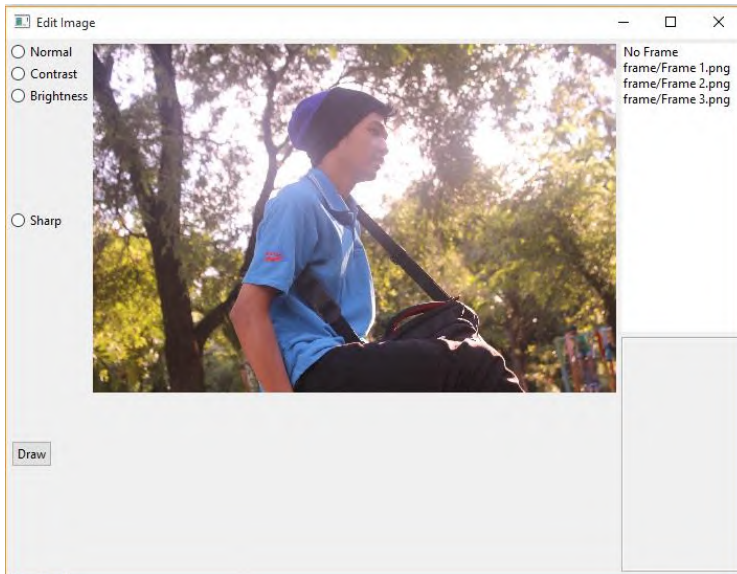 Edit Image
Normal
Contrast
Brightness
Sharp
Draw
No Frame
frame/Frame 1.png
frame/Frame 2.png
frame/Frame 3.png